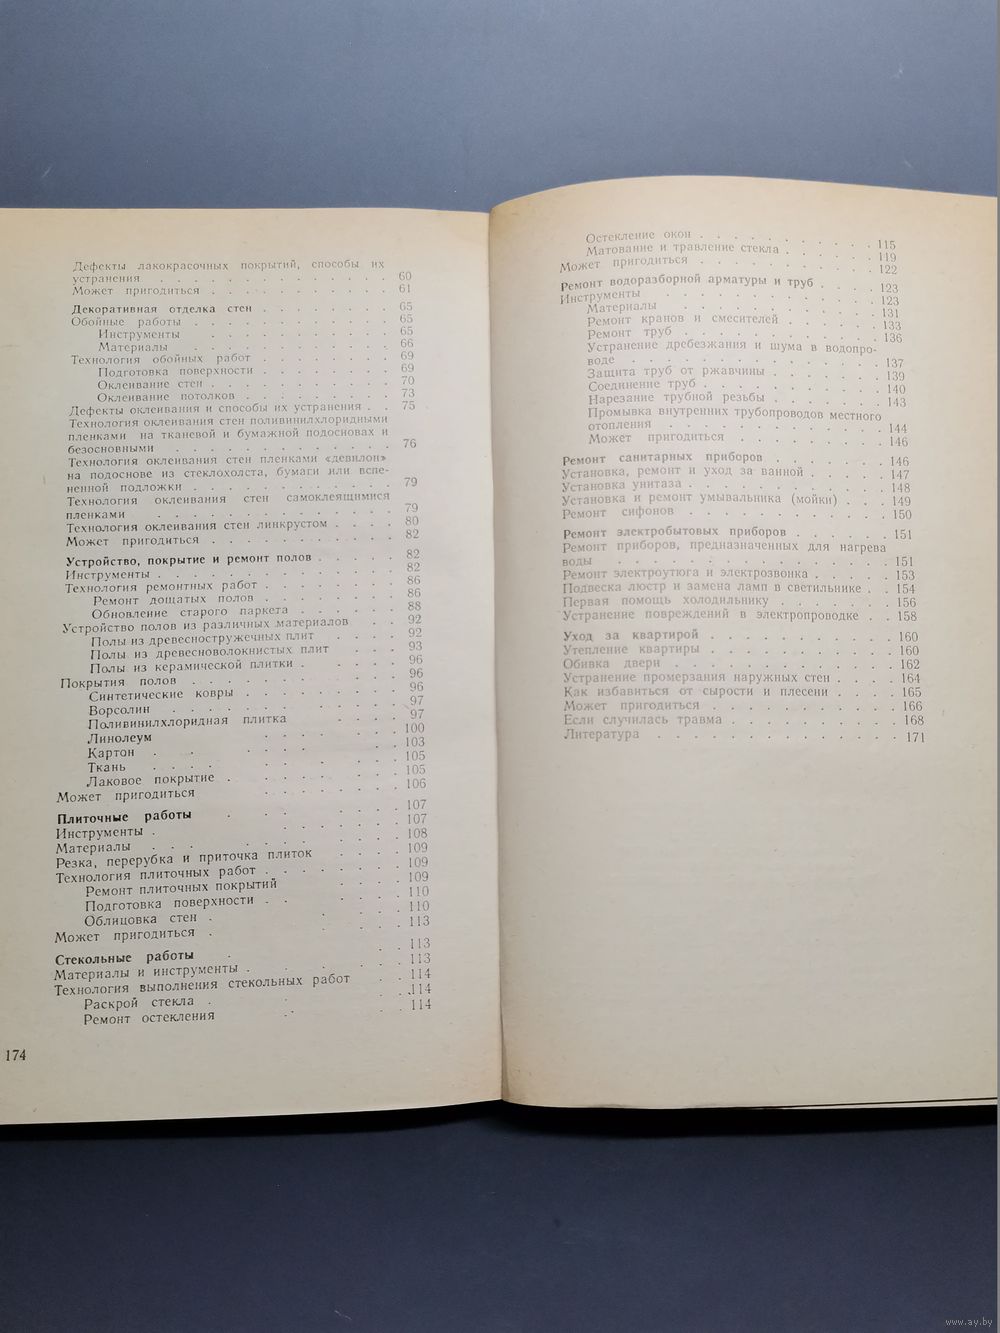 Дефекты лакокрасочных покрытий, способы их
устранения . . . . . . . . . . . . 60
Может пригодиться . . . . . . . . . . 61
Декоративная отделка стен . . . . . . . 65
Обойные работы . . . . . . . . . . . 65
Инструменты . . . . . . . . . . 65
Материалы . . . . . . . . . . 66
Технология обойных работ . . . . . . . 69
Подготовка поверхности . . . . . . . 69
Оклеивание стен . . . . . . . . . . 70
Оклеивание потолков . . . . . . . . 73
Дефекты оклеивания и способы их устранения . . 75
Технология оклеивания стен поливинилхлоридными
пленками на тканевой и бумажной подосновах и
безосновными . . . . . . . . . . . 76
Технология оклеивания стен пленками «девилон»
на подоснове из стеклохолста, бумаги или вспе-
ненной подложки . . . . . . . . . . 79
Технология оклеивания стен самоклеящимися
пленками . . . . . . . . . . . . 79
Технология оклеивания стен линкрустом . . . . 80
Может пригодиться . . . . . . . . . . 82
Устройство, покрытие и ремонт полов . . . . . 82
Инструменты . . . . . . . . . . . . 82
Технология ремонтных работ . . . . . . . 86
Ремонт дощатых полов . . . . . . . 86
Обновление старого паркета . . . . . . 88
Устройство полов из различных материалов . . 92
Полы из древесностружечных плит . . . . 92
Полы из древесноволокнистых плит . . . 93
Полы из керамической плитки . . . . . 96
Покрытия полов . . . . . . . . . . . 96
Синтетические ковры . . . . . . . . 96
Ворсолин . . . . . . . . . . . 97
Поливинилхлоридная плитка . . . . 97
Линолеум . . . . . . . . 100
Картон . . . . . . . . 103
Ткань . . . . . . . . 105
Лаковое покрытие . . . . . . . 105
Может пригодиться . . . . . . . 106
Плиточные работы . . . . . . . 107
Инструменты . . . . . . . . 107
Материалы . . . . . . . . . 108
Резка, перерубка и приточка плиток . . . . 109
Технология плиточных работ . . . . . . 109
Ремонт плиточных покрытий . . . . 109
Подготовка поверхности . . . . . . 110
Облицовка стен . . . . . . 110
Может пригодиться . . . . . . 113
Стекольные работы . . . 113
Материалы и инструменты . . . . . 113
Технология выполнения стекольных работ . . 114
Раскрой стекла . . . . 114
Ремонт остекления . . . . 114
174
Остекление окон . . . . . . . . . . 115
Матование и травление стекла . . . . . . 119
Может пригодиться . . . . . . . . . . 122
Ремонт водоразборной арматуры и труб . . . . 123
Инструменты . . . . . . . . . . . . 123
Материалы . . . . . . . . . . . 131
Ремонт кранов и смесителей . . . . . . 133
Ремонт труб . . . . . . . . . . . 136
Устранение дребезжания и шума в водопро-
воде . . . . . . . . . . . . . 137
Защита труб от ржавчины . . . . . . . 139
Соединение труб . . . . . . . . . . 140
Нарезание трубной резьбы . . . . . . . 143
Промывка внутренних трубопроводов местного
отопления . . . . . . . . . . . 144
Может пригодиться . . . . . . . . . 146
Ремонт санитарных приборов . . . . . . . 146
Установка, ремонт и уход за ванной . . . . . 147
Установка унитаза . . . . . . . . . . . 148
Установка и ремонт умывальника (мойки) . . . 149
Ремонт сифонов . . . . . . . . . . . 150
Ремонт электробытовых приборов . . . . . . 151
Ремонт приборов, предназначенных для нагрева
воды . . . . . . . . . . . . . . 151
Ремонт электроутюга и электрозвонка . . . . . 153
Подвеска люстр и замена ламп в светильнике . . 154
Первая помощь холодильнику . . . . . . . 156
Устранение повреждений в электропроводке . . 158
Уход за квартирой . . . . . . . . . . 160
Утепление квартиры . . . . . . . . . . 160
Обивка двери . . . . . . . . . . . . 162
Устранение промерзания наружных стен . . . . 164
Как избавиться от сырости и плесени . . . . . 165
Может пригодиться . . . . . . . . . . 166
Если случилась травма . . . . . . . . . 168
Литература . . . . . . . . . . . . . 171
www.ay.by